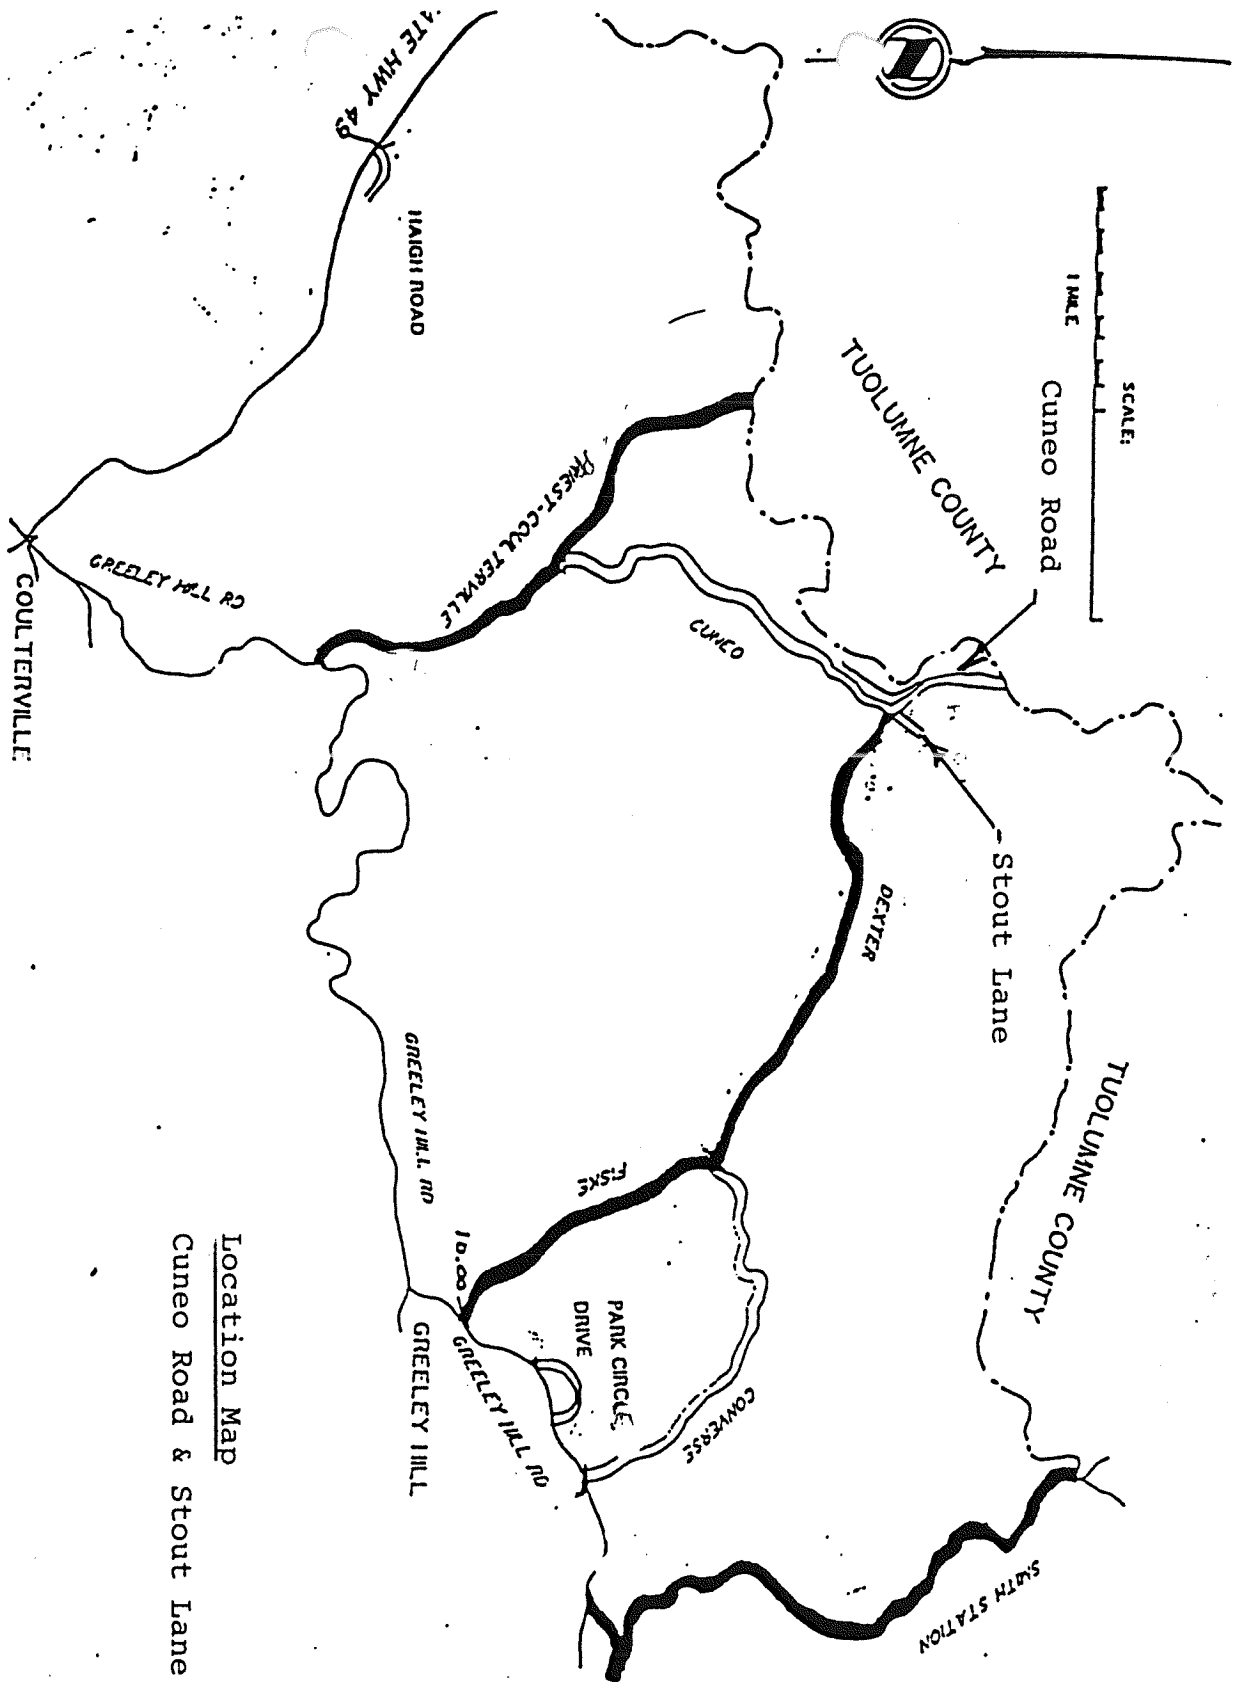 N
SCALE:
1 MILE
Cuneo Road
TUOLUMNE COUNTY
HWY 49
HAIGH ROAD
PRIEST-COULTERVILLE
CUNEO
Stout Lane
DEXTER
TUOLUMNE COUNTY
GREELEY HILL RD
COULTERVILLE
GREELEY HILL RD
FISKE
10.00
PARK CIRCLE
DRIVE
CONVERSE
GREELEY HILL RD
GREELEY HILL
SMITH STATION
Location Map
Cuneo Road & Stout Lane